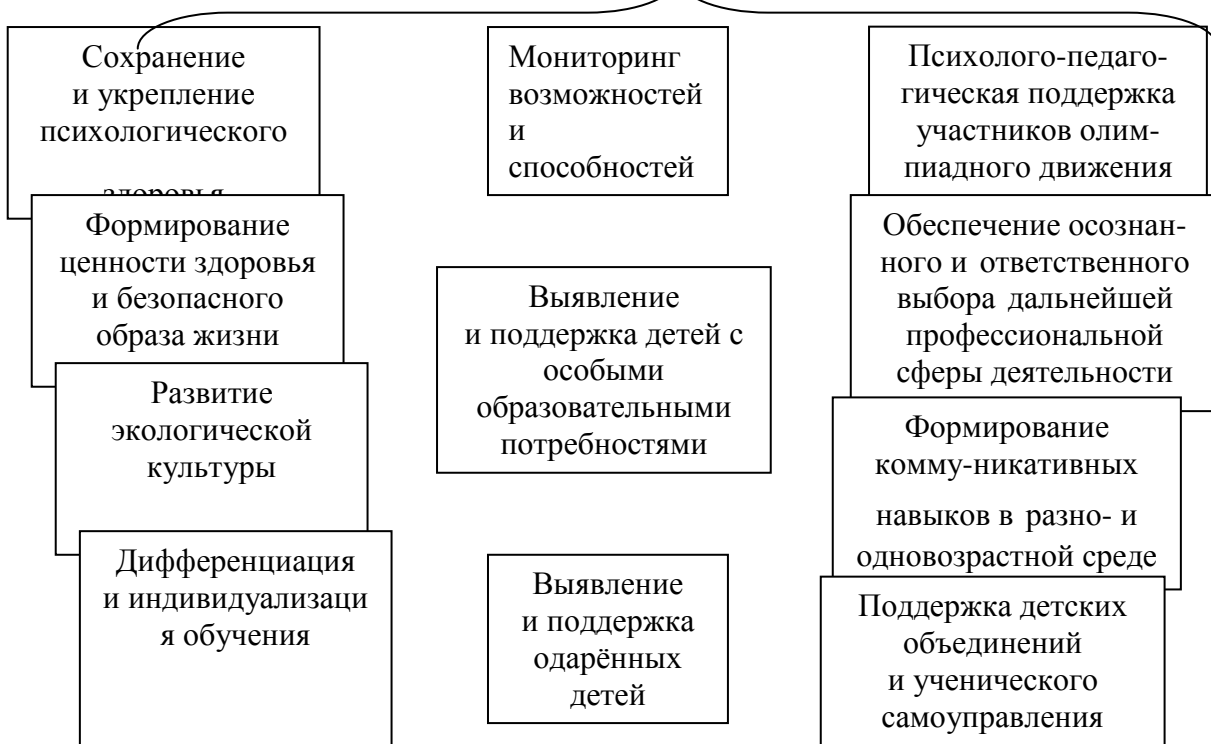 Сохранение
и укрепление
психологического
здоровья
Формирование
ценности здоровья
и безопасного
образа жизни
Развитие
экологической
культуры
Дифференциация
и индивидуализаци
я обучения
Мониторинг
возможностей
и
способностей
Выявление
и поддержка детей с
особыми
образовательными
потребностями
Выявление
и поддержка
одарённых
детей
Психолого-педаго-
гическая поддержка
участников олим-
пиадного движения
Обеспечение осознан-
ного и ответственного
выбора дальнейшей
профессиональной
сферы деятельности
Формирование
комму-никативных
навыков в разно- и
одновозрастной среде
Поддержка детских
объединений
и ученического
самоуправления